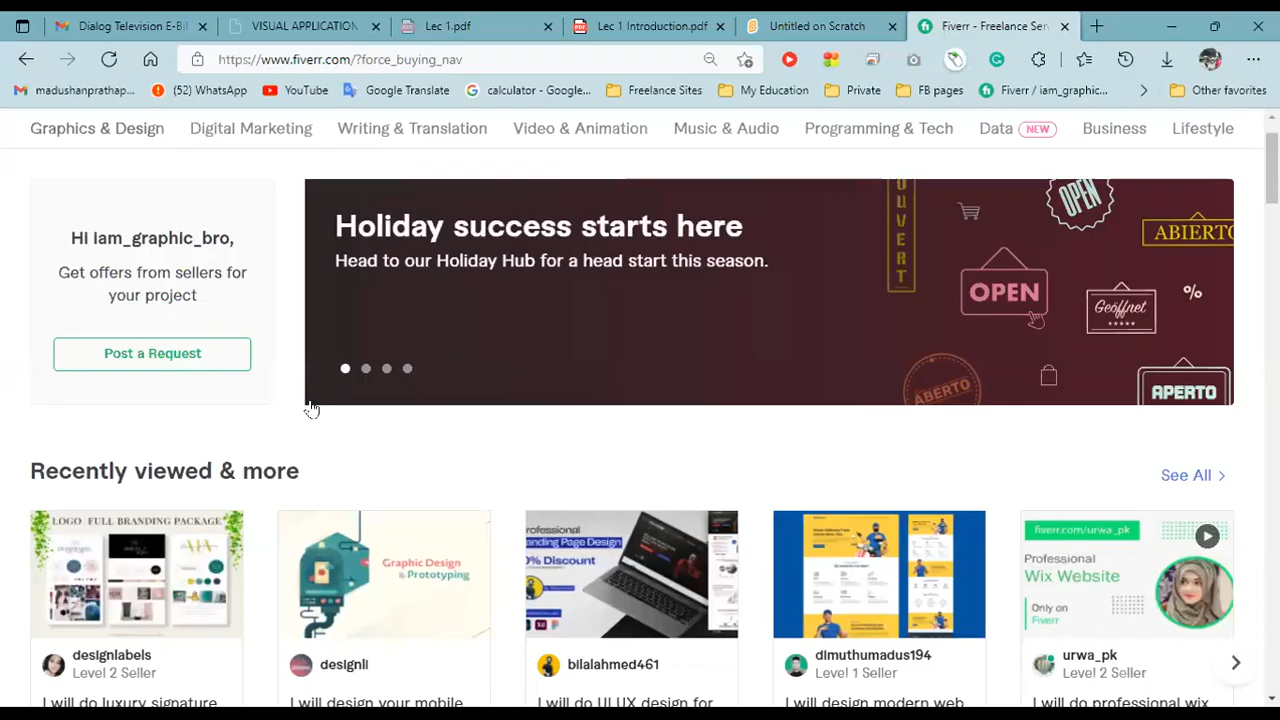 Dialog Television E-Bil
VISUAL APPLICATION
Lec 1.pdf
Lec 1 Introduction.pdf
Untitled on Scratch
Fiverr - Freelance Ser
https://www.fiverr.com/?force_buying_nav
madushanprathap...
(52) WhatsApp
YouTube
Google Translate
calculator - Google...
Freelance Sites
My Education
Private
FB pages
Fiverr / iam_graphic...
Other favorites
Graphics & Design
Digital Marketing
Writing & Translation
Video & Animation
Music & Audio
Programming & Tech
Data NEW
Business
Lifestyle
Hi iam_graphic_bro,
Get offers from sellers for
your project
Post a Request
Holiday success starts here
Head to our Holiday Hub for a head start this season.
OUVERT
OPEN
ABIERTO
OPEN
Geöffnet
%
ABERTO
APERTO
Recently viewed & more
See All
LOGO FULL BRANDING PACKAGE
Graphic Design
& Prototyping
rofessional
anding Page Design
0% Discount
fiverr.com/urwa_pk
Professional
Wix Website
Only on
Fiverr
designlabels
Level 2 Seller
designli
bilalahmed461
dimuthumadus194
Level 1 Seller
urwa_pk
Level 2 Seller
I will do luxury signature
I will design your mobile
I will do UI,UX design for
I will design modern web
I will do professional wix